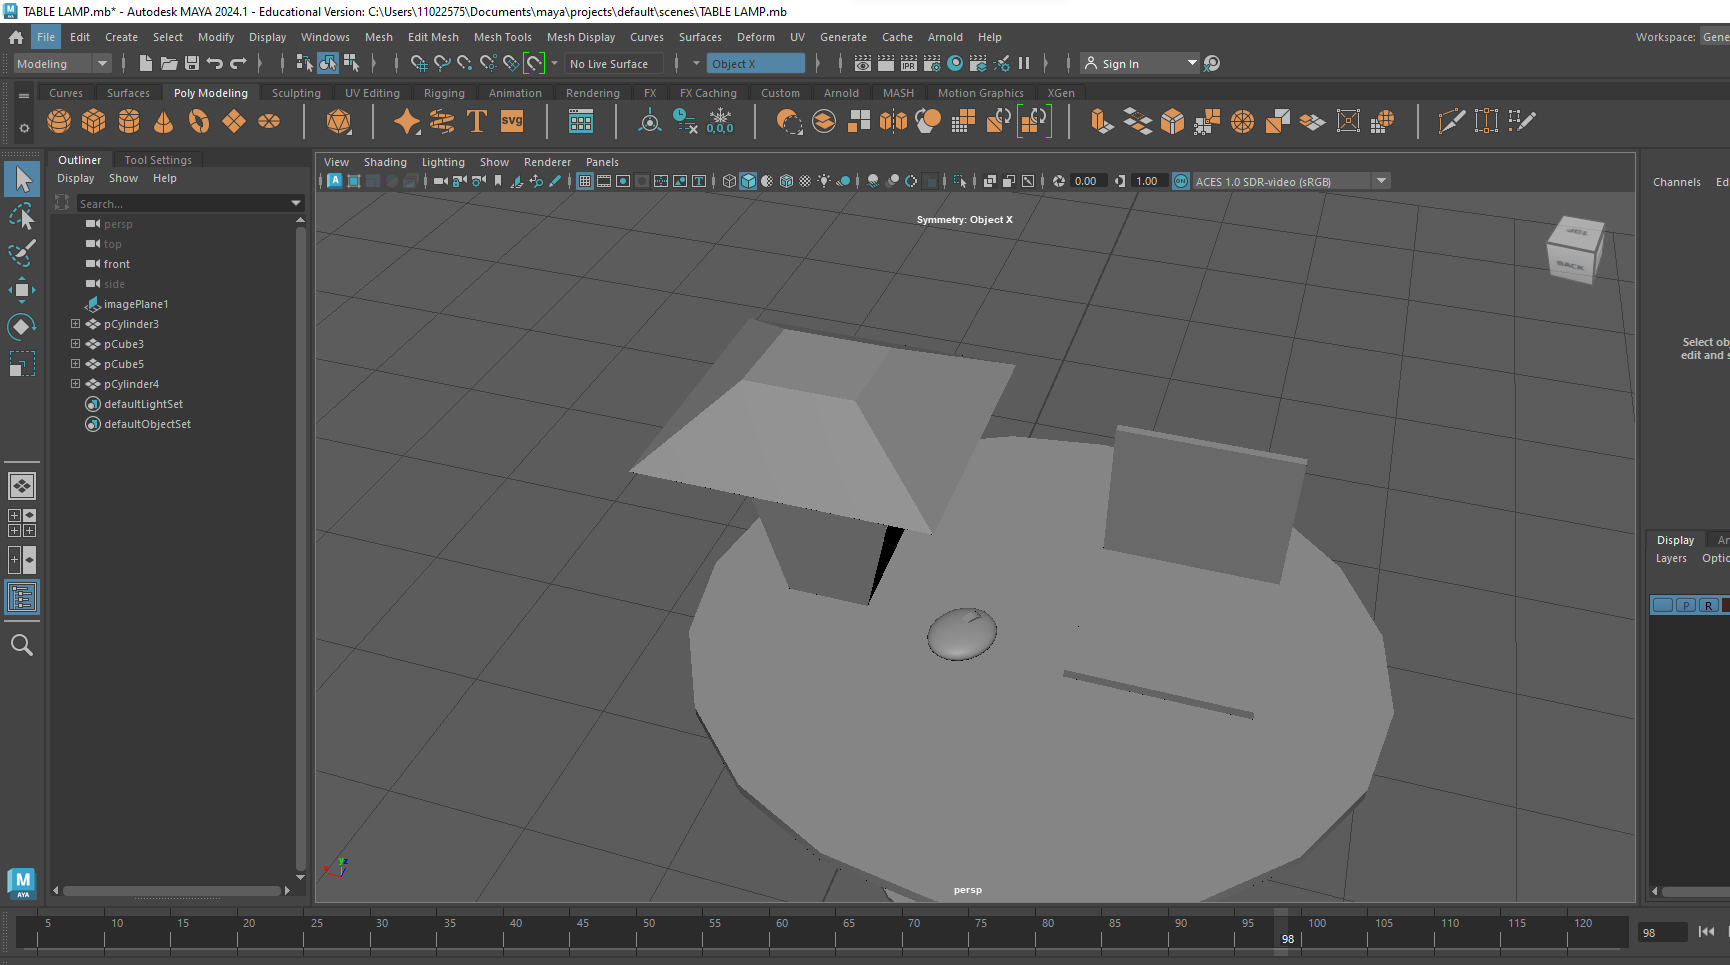 TABLE LAMP.mb* - Autodesk MAYA 2024.1 - Educational Version: C:\Users\11022575\Documents\maya\projects\default\scenes\TABLE LAMP.mb
File Edit Create Select Modify Display Windows Mesh Edit Mesh Mesh Tools Mesh Display Curves Surfaces Deform UV Generate Cache Arnold Help Workspace: Gene
Modeling No Live Surface Object X Sign In
Curves Surfaces Poly Modeling Sculpting UV Editing Rigging Animation Rendering FX FX Caching Custom Arnold MASH Motion Graphics XGen
T SVG 0,0,0
Outliner Tool Settings
Display Show Help
View Shading Lighting Show Renderer Panels
0.00 1.00 ON ACES 1.0 SDR-video (sRGB)
Channels Ed
Search...
persp
top
front
side
imagePlane1
pCylinder3
pCube3
pCube5
pCylinder4
defaultLightSet
defaultObjectSet
Symmetry: Object X
TOP
BACK
Select obj
edit and s
Display An
Layers Optio
P R
persp
M
AYA
5 10 15 20 25 30 35 40 45 50 55 60 65 70 75 80 85 90 95 100 105 110 115 120
98
98